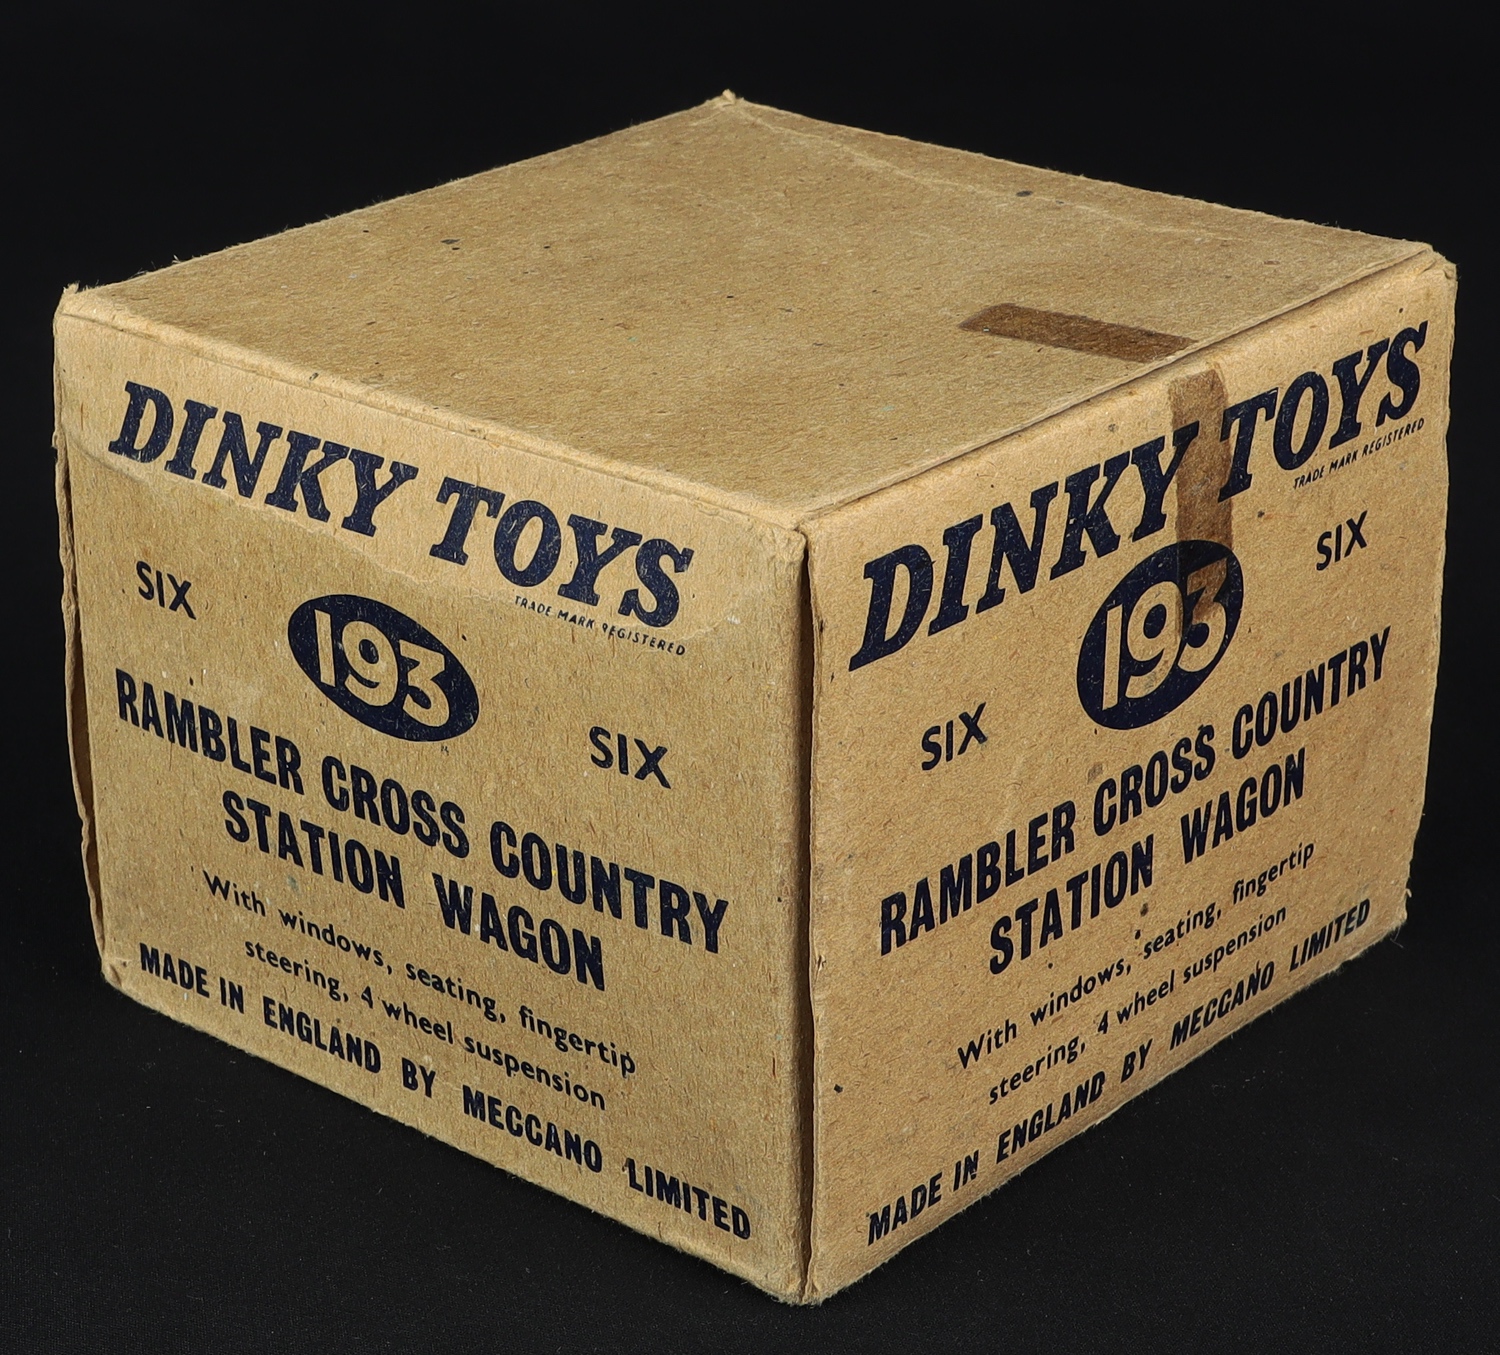 DINKY TOYS
TRADE MARK REGISTERED
SIX 193 SIX
RAMBLER CROSS COUNTRY
STATION WAGON
With windows, seating, fingertip
steering, 4 wheel suspension
MADE IN ENGLAND BY MECCANO LIMITED
DINKY TOYS
TRADE MARK REGISTERED
SIX 193 SIX
RAMBLER CROSS COUNTRY
STATION WAGON
With windows, seating, fingertip
steering, 4 wheel suspension
MADE IN ENGLAND BY MECCANO LIMITED